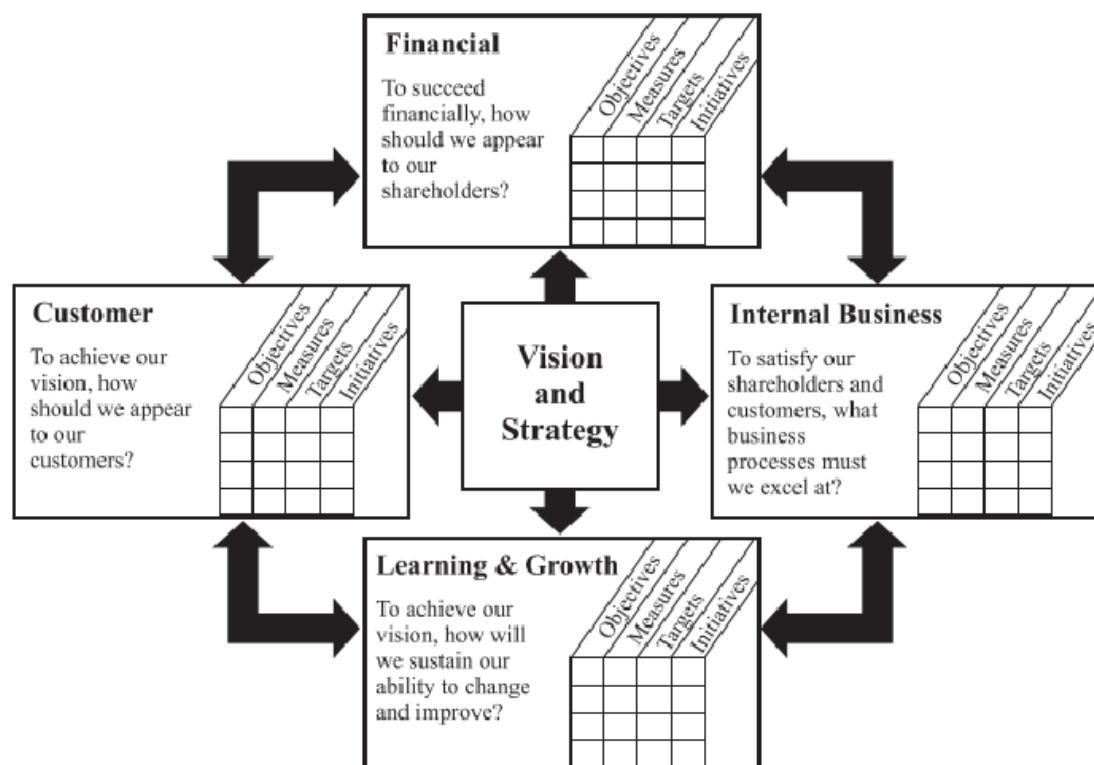 Financial
To succeed
financially, how
should we appear
to our
shareholders?
Objectives
Measures
Targets
Initiatives
Customer
To achieve our
vision, how
should we appear
to our
customers?
Objectives
Measures
Targets
Initiatives
Vision
and
Strategy
Internal Business
To satisfy our
shareholders and
customers, what
business
processes must
we excel at?
Objectives
Measures
Targets
Initiatives
Learning & Growth
To achieve our
vision, how will
we sustain our
ability to change
and improve?
Objectives
Measures
Targets
Initiatives